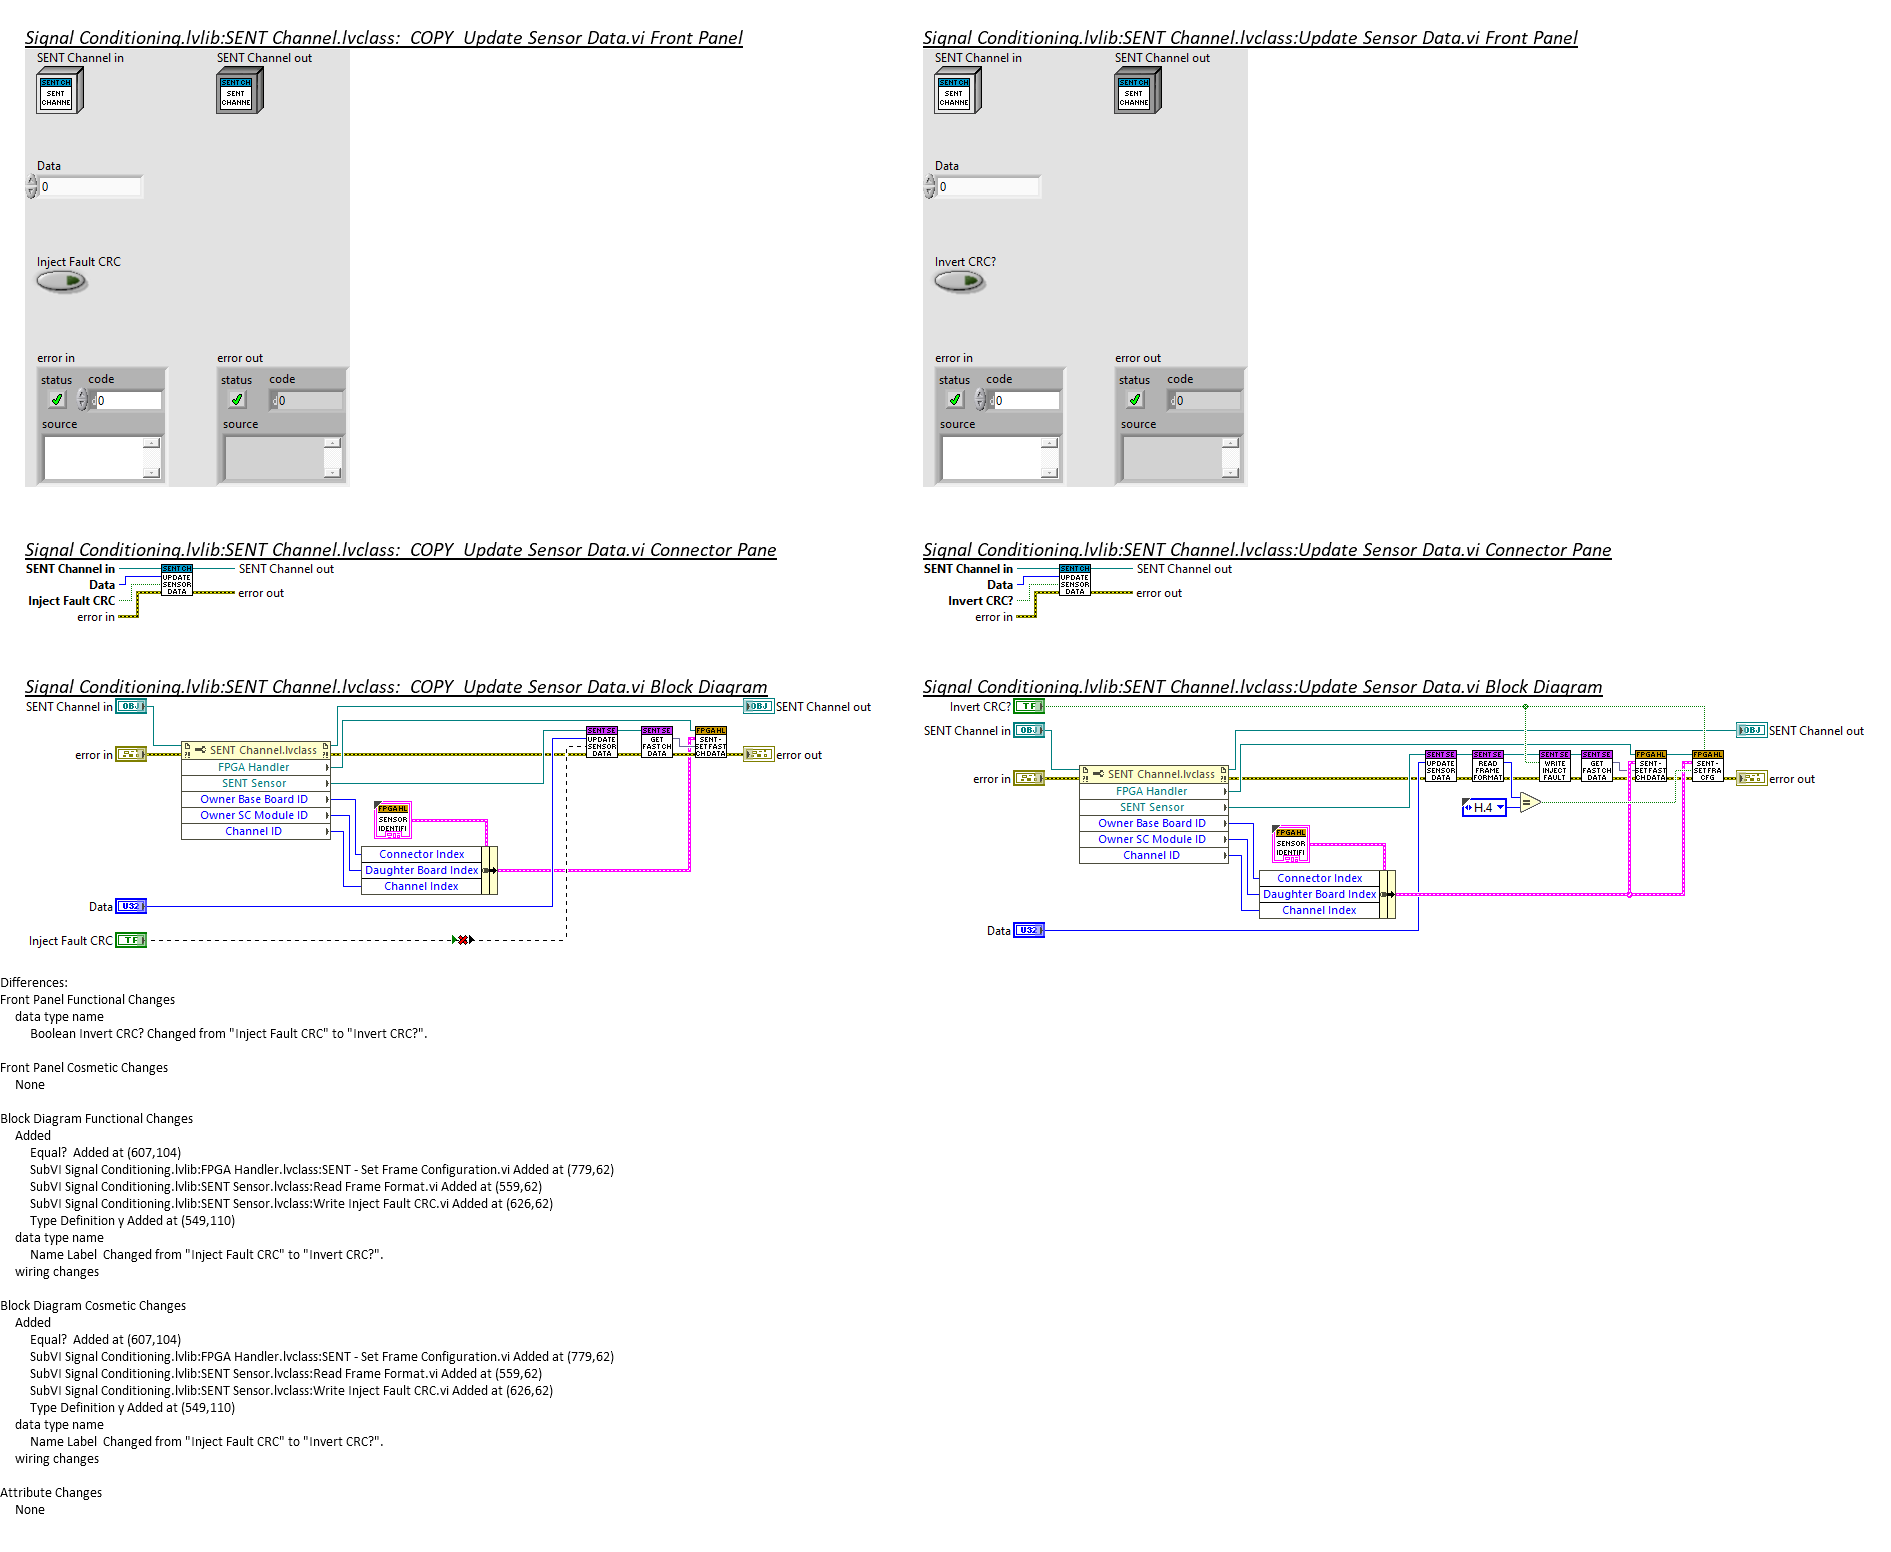 Signal Conditioning.lvlib:SENT Channel.lvclass:  COPY  Update Sensor Data.vi Front Panel
SENT Channel in
SENT Channel out
SENT CH
SENT
CHANNE
SENT CH
SENT
CHANNE
Data
0
Inject Fault CRC
error in
error out
status code
0
source
status code
d0
source
Signal Conditioning.lvlib:SENT Channel.lvclass:Update Sensor Data.vi Front Panel
SENT Channel in
SENT Channel out
SENT CH
SENT
CHANNE
SENT CH
SENT
CHANNE
Data
0
Invert CRC?
error in
error out
status code
d0
source
status code
d0
source
Signal Conditioning.lvlib:SENT Channel.lvclass:  COPY  Update Sensor Data.vi Connector Pane
SENT Channel in
Data
Inject Fault CRC
error in
SENT CH
UPDATE
SENSOR
DATA
SENT Channel out
error out
Signal Conditioning.lvlib:SENT Channel.lvclass:Update Sensor Data.vi Connector Pane
SENT Channel in
Data
Invert CRC?
error in
SENT CH
UPDATE
SENSOR
DATA
SENT Channel out
error out
Signal Conditioning.lvlib:SENT Channel.lvclass:  COPY  Update Sensor Data.vi Block Diagram
SENT Channel in
OBJ
error in
SENT Channel.lvclass
FPGA Handler
SENT Sensor
Owner Base Board ID
Owner SC Module ID
Channel ID
FPGAHL
SENSOR
IDENTIFI
Connector Index
Daughter Board Index
Channel Index
Data
U32
Inject Fault CRC
TF
SENT SE
UPDATE
SENSOR
DATA
SENT SE
GET
FASTCH
DATA
FPGAHL
SENT-
SETFAST
CHDATA
OBJ
SENT Channel out
error out
Signal Conditioning.lvlib:SENT Channel.lvclass:Update Sensor Data.vi Block Diagram
Invert CRC?
TF
SENT Channel in
OBJ
error in
SENT Channel.lvclass
FPGA Handler
SENT Sensor
Owner Base Board ID
Owner SC Module ID
Channel ID
FPGAHL
SENSOR
IDENTIFI
Connector Index
Daughter Board Index
Channel Index
Data
U32
SENT SE
UPDATE
SENSOR
DATA
SENT SE
READ
FRAME
FORMAT
H.4
=
SENT SE
WRITE
INJECT
FAULT
SENT SE
GET
FASTCH
DATA
FPGAHL
SENT-
SETFAST
CHDATA
FPGAHL
SENT-
SETFRA
CFG
OBJ
SENT Channel out
error out
Differences:
Front Panel Functional Changes
data type name
Boolean Invert CRC? Changed from "Inject Fault CRC" to "Invert CRC?".
Front Panel Cosmetic Changes
None
Block Diagram Functional Changes
Added
Equal?  Added at (607,104)
SubVI Signal Conditioning.lvlib:FPGA Handler.lvclass:SENT - Set Frame Configuration.vi Added at (779,62)
SubVI Signal Conditioning.lvlib:SENT Sensor.lvclass:Read Frame Format.vi Added at (559,62)
SubVI Signal Conditioning.lvlib:SENT Sensor.lvclass:Write Inject Fault CRC.vi Added at (626,62)
Type Definition y Added at (549,110)
data type name
Name Label  Changed from "Inject Fault CRC" to "Invert CRC?".
wiring changes
Block Diagram Cosmetic Changes
Added
Equal?  Added at (607,104)
SubVI Signal Conditioning.lvlib:FPGA Handler.lvclass:SENT - Set Frame Configuration.vi Added at (779,62)
SubVI Signal Conditioning.lvlib:SENT Sensor.lvclass:Read Frame Format.vi Added at (559,62)
SubVI Signal Conditioning.lvlib:SENT Sensor.lvclass:Write Inject Fault CRC.vi Added at (626,62)
Type Definition y Added at (549,110)
data type name
Name Label  Changed from "Inject Fault CRC" to "Invert CRC?".
wiring changes
Attribute Changes
None